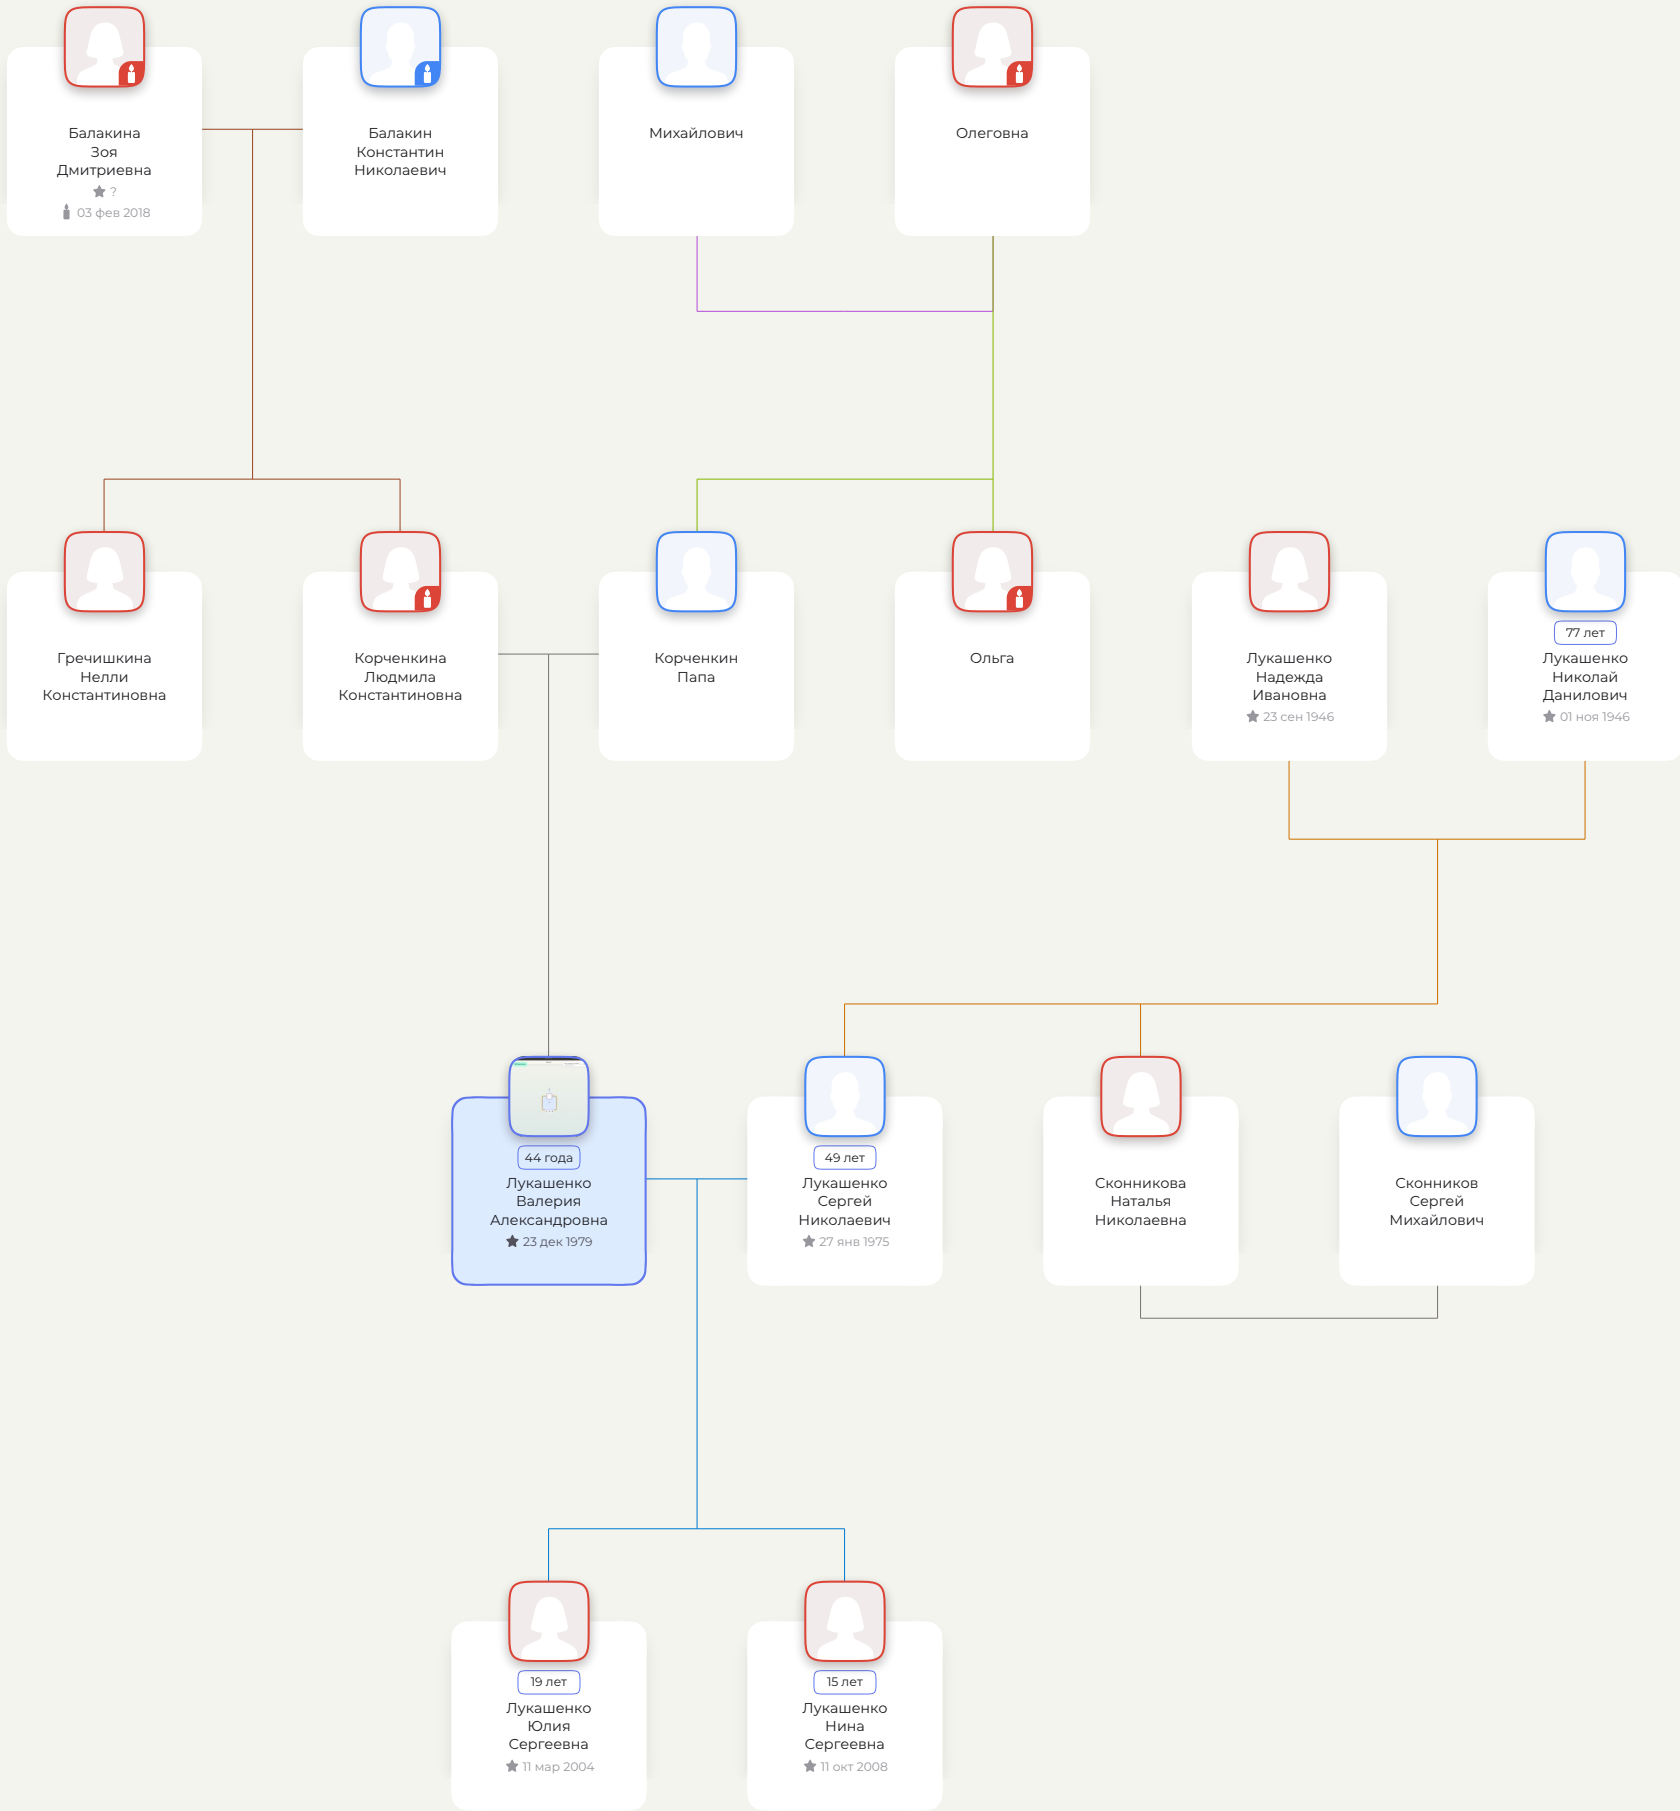 Балакина
Зоя
Дмитриевна
?
03 фев 2018
Балакин
Константин
Николаевич
Михайлович
Олеговна
Гречишкина
Нелли
Константиновна
Корченкина
Людмила
Константиновна
Корченкин
Папа
Ольга
Лукашенко
Надежда
Ивановна
23 сен 1946
77 лет
Лукашенко
Николай
Данилович
01 ноя 1946
44 года
Лукашенко
Валерия
Александровна
23 дек 1979
49 лет
Лукашенко
Сергей
Николаевич
27 янв 1975
Сконникова
Наталья
Николаевна
Сконников
Сергей
Михайлович
19 лет
Лукашенко
Юлия
Сергеевна
11 мар 2004
15 лет
Лукашенко
Нина
Сергеевна
11 окт 2008